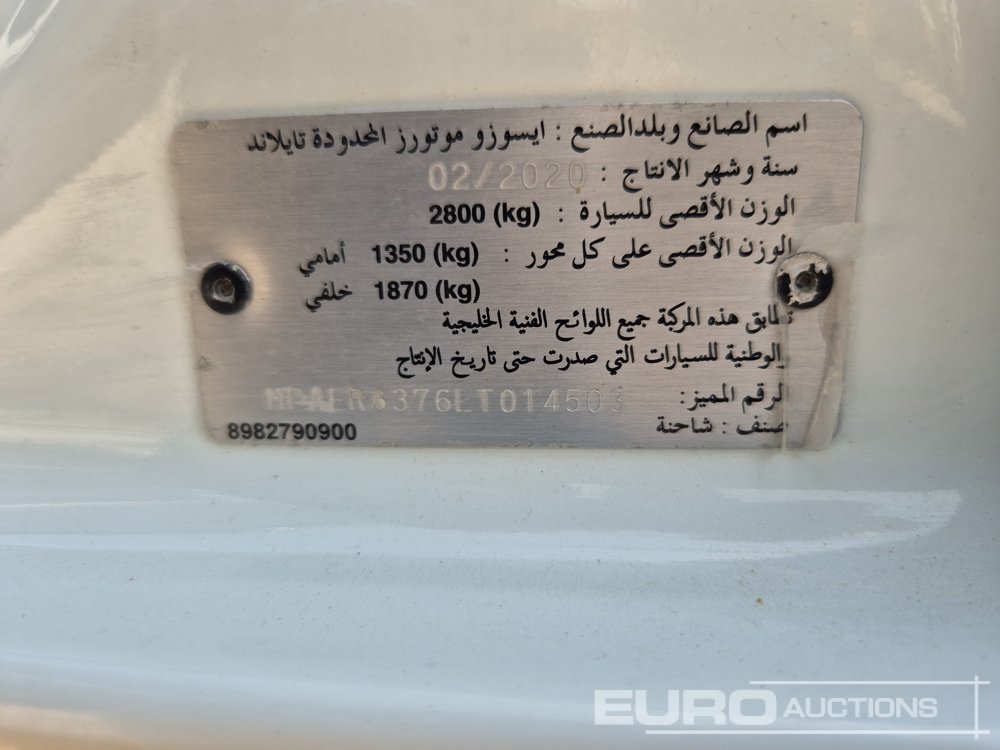 اسم الصانع وبلدالصنع : ايسوزو موتورز المحدودة تايلاند
سنة وشهر الانتاج : 02/2020
الوزن الأقصى للسيارة : 2800 (kg)
الوزن الأقصى على كل محور : 1350 (kg) أمامي
1870 (kg) خلفي
تطابق هذه المركبة جميع اللوائح الفنية الخليجية
والوطنية للسيارات التي صدرت حتى تاريخ الإنتاج
الرقم المميز:
صنف : شاحنة
8982790900
EURO AUCTIONS